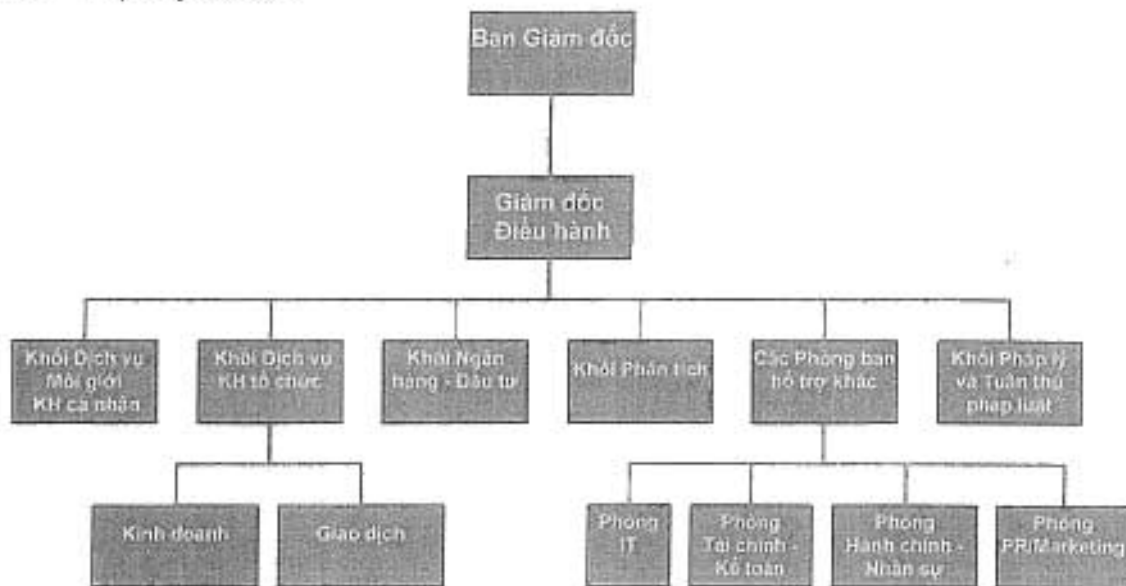 Ban Giám đốc
Giám đốc
Điều hành
Khối Dịch vụ
Môi giới
KH cá nhân
Khối Dịch vụ
KH tổ chức
Khối Ngân
hàng - Đầu tư
Khối Phân tích
Các Phòng ban
hỗ trợ khác
Khối Pháp lý
và Tuân thủ
pháp luật
Kinh doanh
Giao dịch
Phòng
IT
Phòng
Tài chính -
Kế toán
Phòng
Hành chính -
Nhân sự
Phòng
PR/Marketing